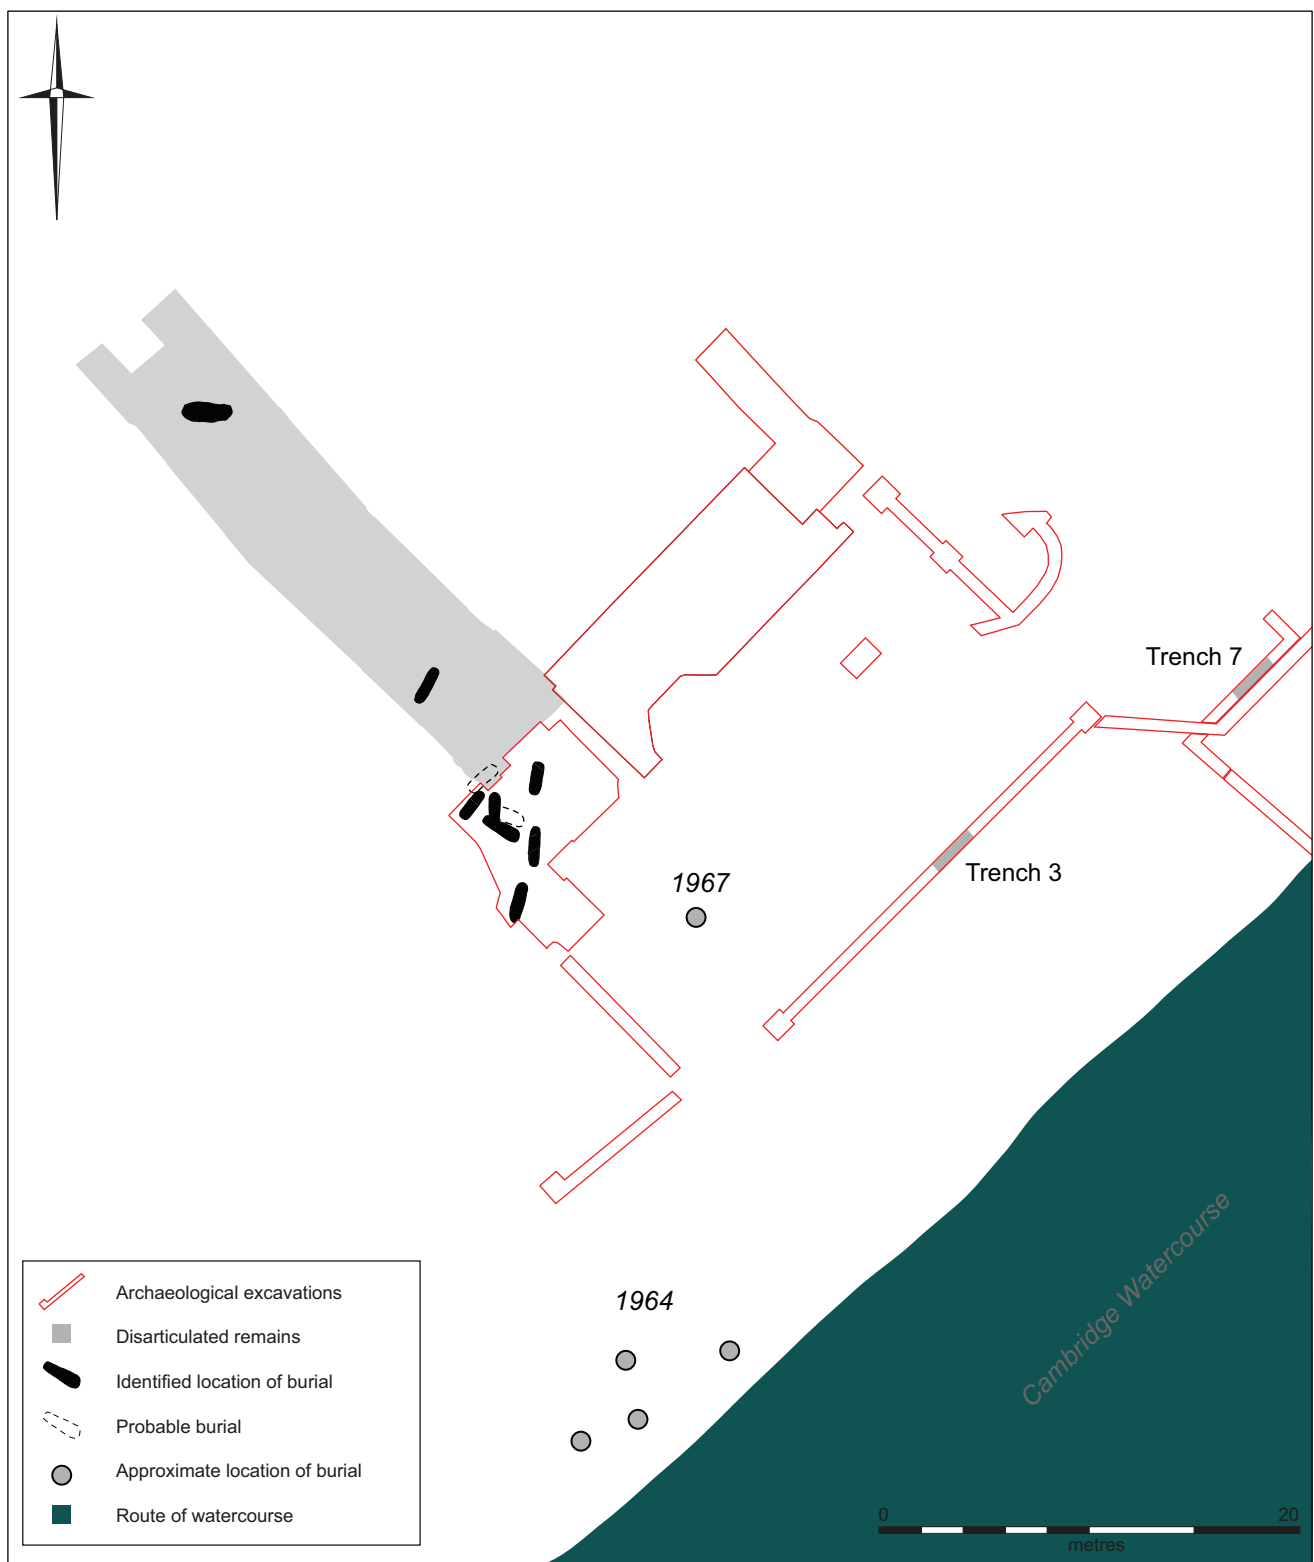 Trench 7
Trench 3
1967
1964
Cambridge Watercourse
Archaeological excavations
Disarticulated remains
Identified location of burial
Probable burial
Approximate location of burial
Route of watercourse
0 20
metres